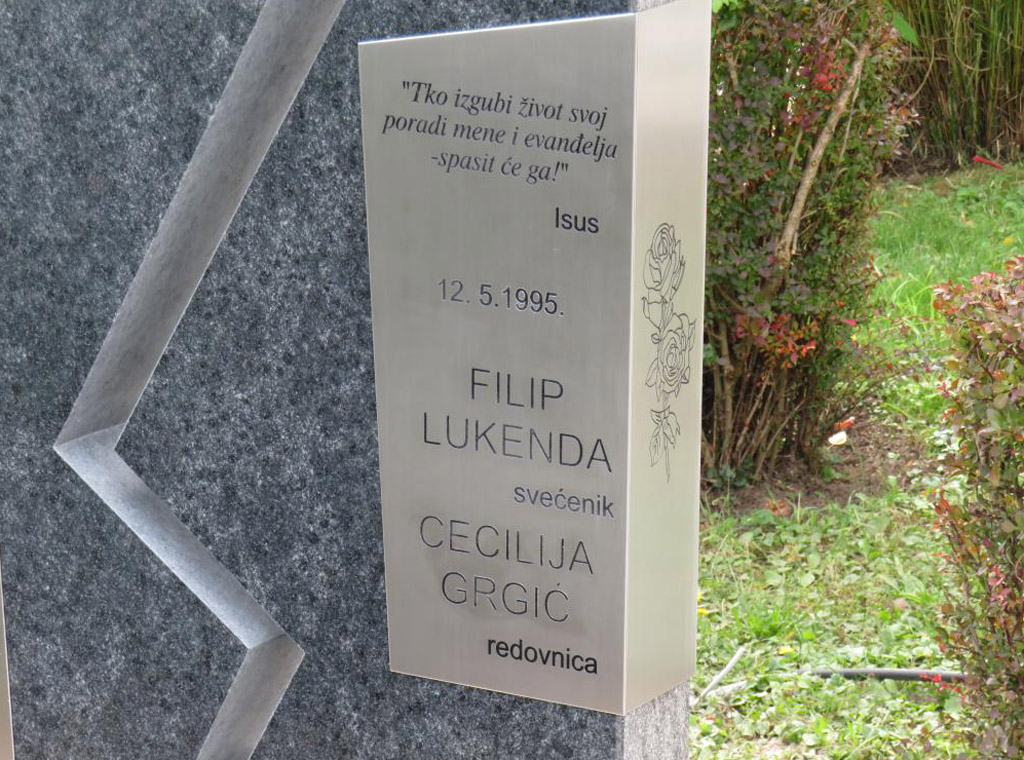 "Tko izgubi život svoj
poradi mene i evanđelja
-spasit će ga!"
Isus
12. 5.1995.
FILIP
LUKENDA
svećenik
CECILIJA
GRGIĆ
redovnica